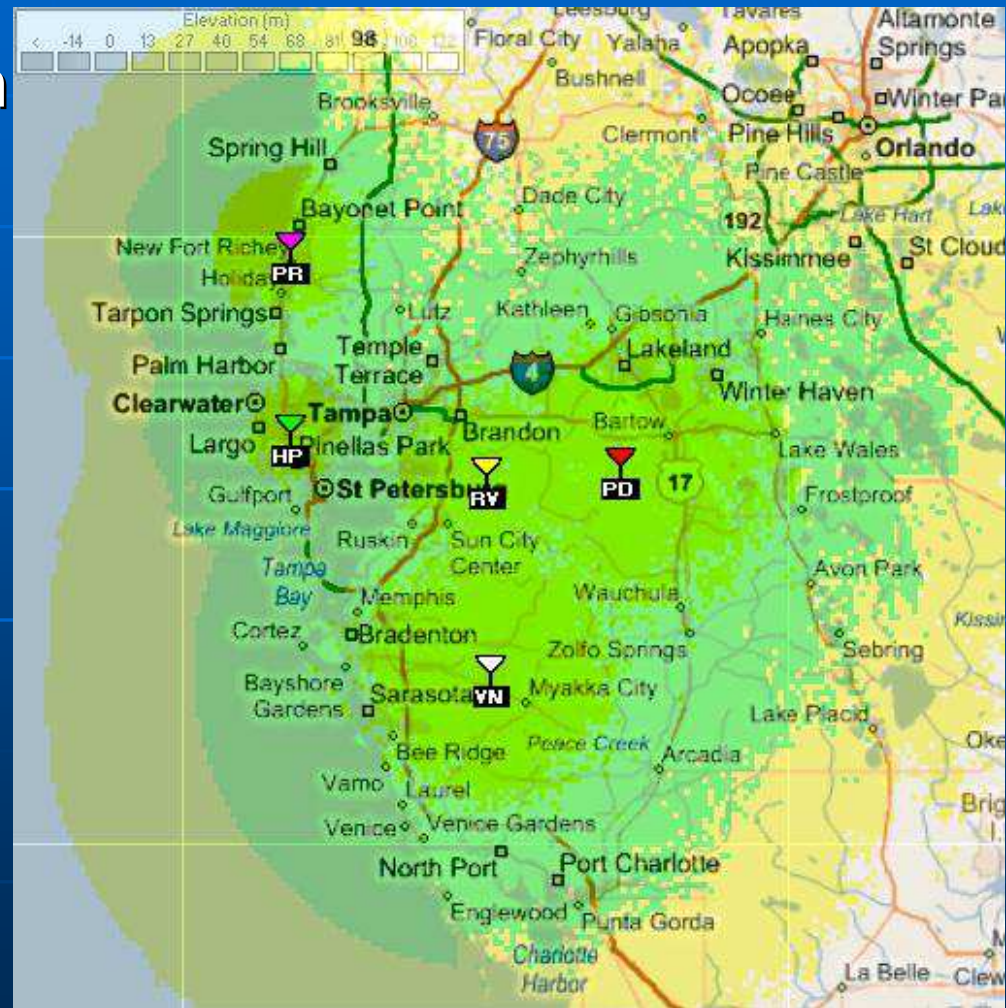 Elevation (m)
< -14 0 13 27 40 54 68 81 98
Leesburg
Tavares
Altamonte
Springs
Floral City
Yalaha
Apopka
Bushnell
Brooksville
Ocoee
Winter Pa
75
Clermont
Pine Hills
Orlando
Spring Hill
Pine Castle
Dade City
Bayonet Point
192
Lake Hart
New Fort Richey
Zephyrhills
Kissimmee
St Cloud
PR
Holiday
Tarpon Springs
Lutz
Kathleen
Gibsonia
Haines City
Palm Harbor
Temple
Terrace
4
Lakeland
Winter Haven
Clearwater
Tampa
Brandon
Bartow
Largo
Pinellas Park
Lake Wales
HP
RY
PD
17
Gulfport
St Petersburg
Frostproof
Lake Maggiore
Ruskin
Sun City
Center
Tampa
Bay
Avon Park
Memphis
Wauchula
Cortez
Bradenton
Zolfo Springs
Sebring
Kissi
Bayshore
Gardens
Sarasota
Myakka City
Lake Placid
Bee Ridge
Peace Creek
Arcadia
Oke
Vamo
Laurel
Brig
Venice
Venice Gardens
North Port
Port Charlotte
Englewood
Punta Gorda
Charlotte
Harbor
La Belle
Clew